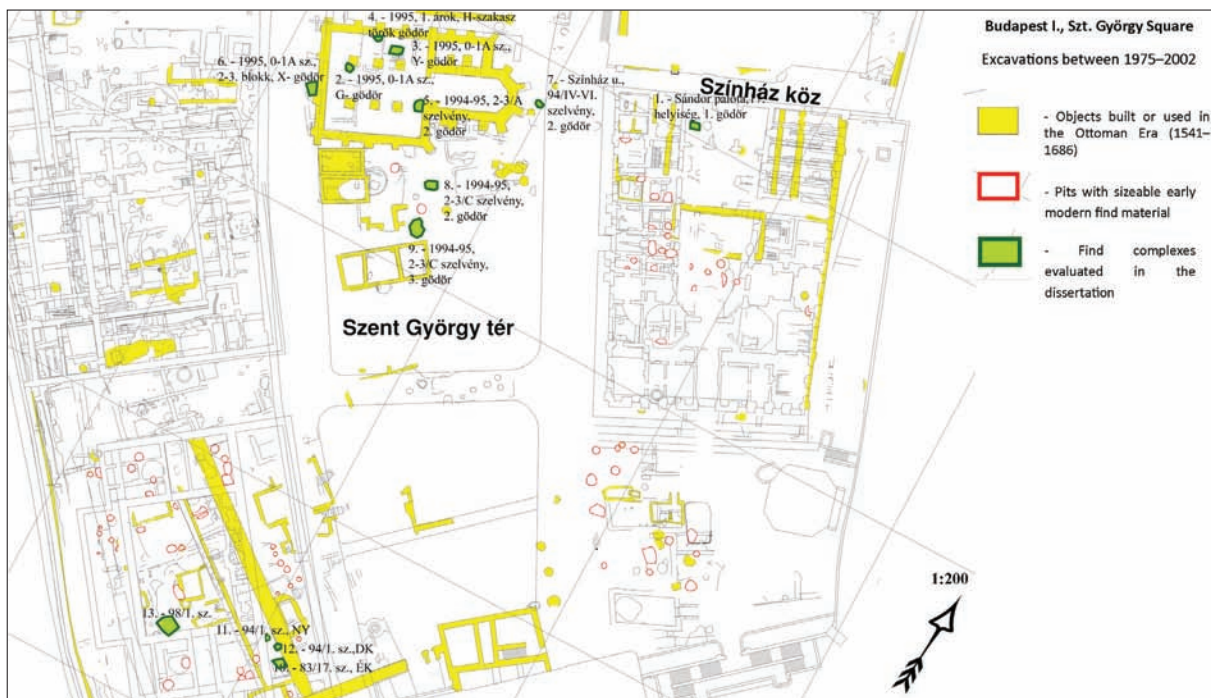 4. - 1995, 1. árok, H-szakasz
török gödör
3. - 1995, 0-1A sz.,
Y- gödör
6. - 1995, 0-1A sz.,
2-3. blokk, X- gödör
2. - 1995, 0-1A sz.,
G- gödör
5. - 1994-95, 2-3/A
szelvény,
2. gödör
7. - Színház u.,
94/IV-VI.
szelvény,
2. gödör
Színház köz
1. - Sándor palota,
helyiség, 1. gödör
8. - 1994-95,
2-3/C szelvény,
2. gödör
9. - 1994-95,
2-3/C szelvény,
3. gödör
Szent György tér
13. - 98/1. sz.
11. - 94/1. sz., NY
12. - 94/1. sz.,DK
10. - 83/17. sz., ÉK
Budapest I., Szt. György Square
Excavations between 1975–2002
- Objects built or used in
the Ottoman Era (1541–
1686)
- Pits with sizeable early
modern find material
- Find complexes
evaluated in the
dissertation
1:200